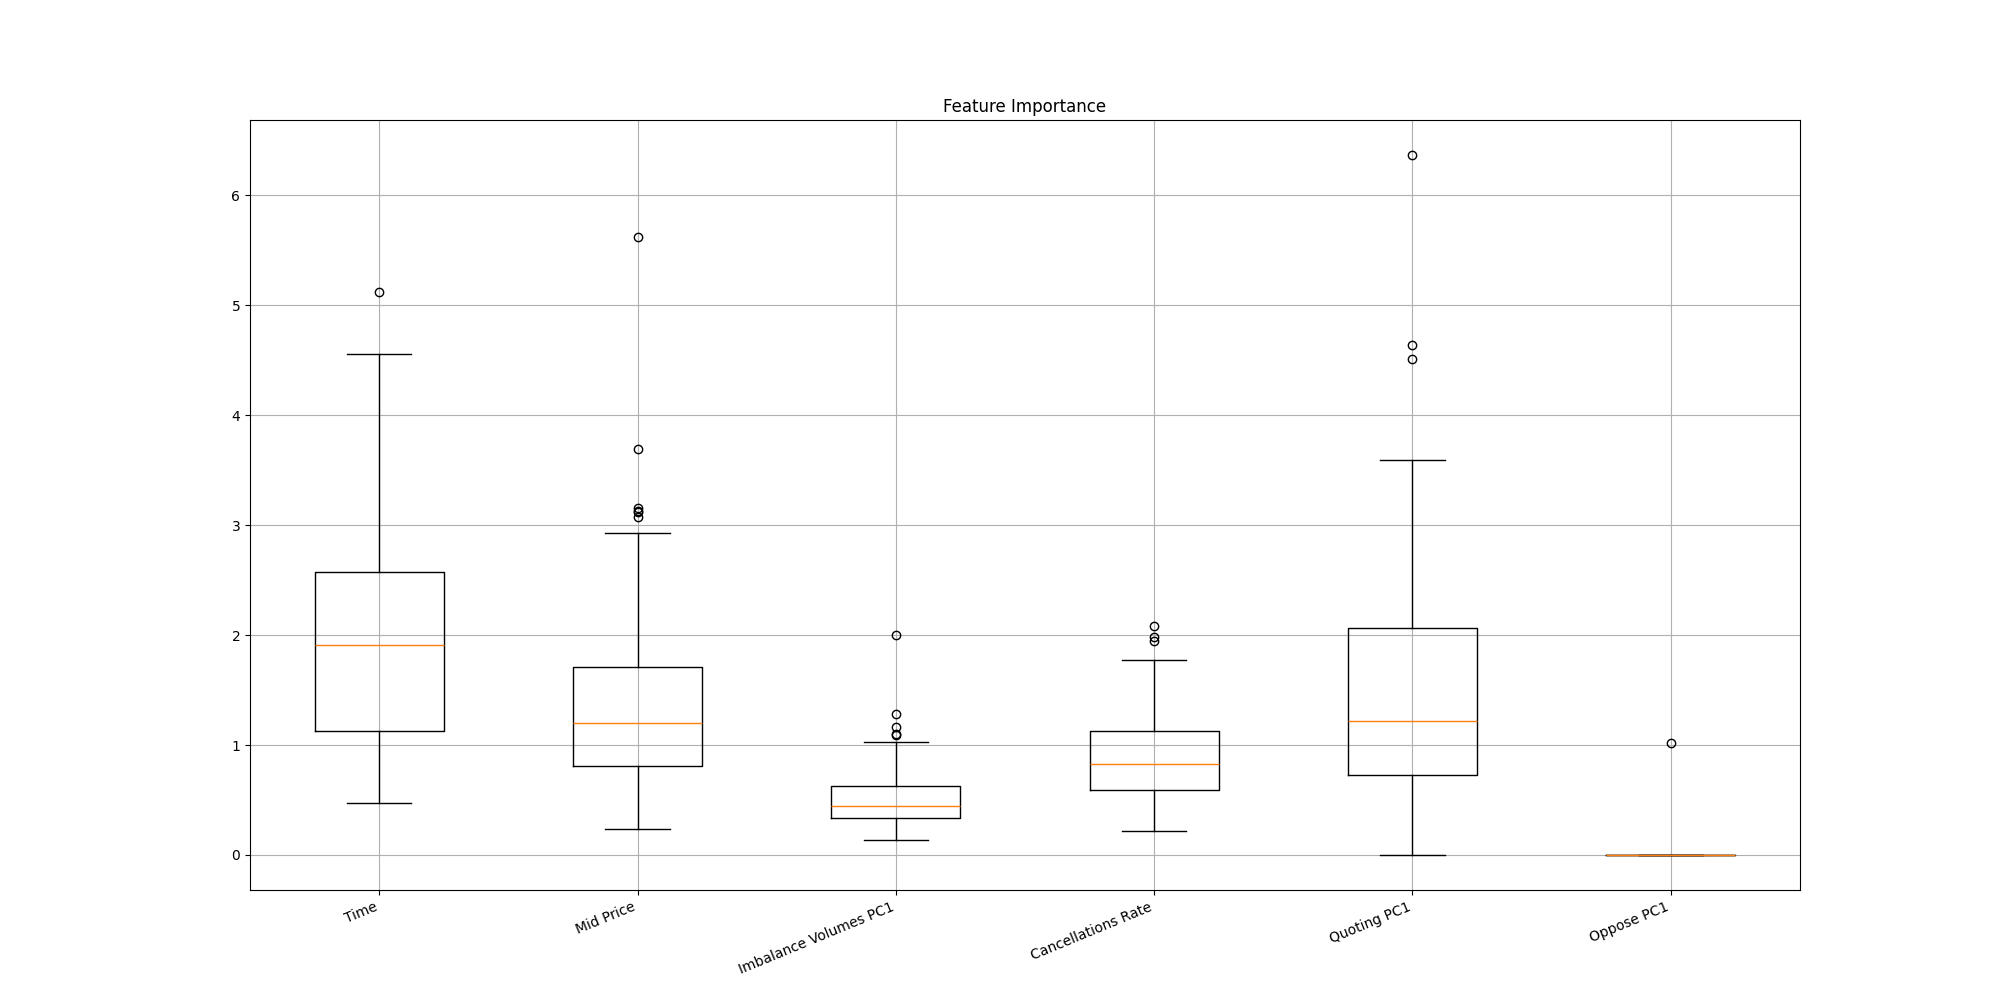 Feature Importance
6
5
4
3
2
1
0
Time
Mid Price
Imbalance Volumes PC1
Cancellations Rate
Quoting PC1
Oppose PC1